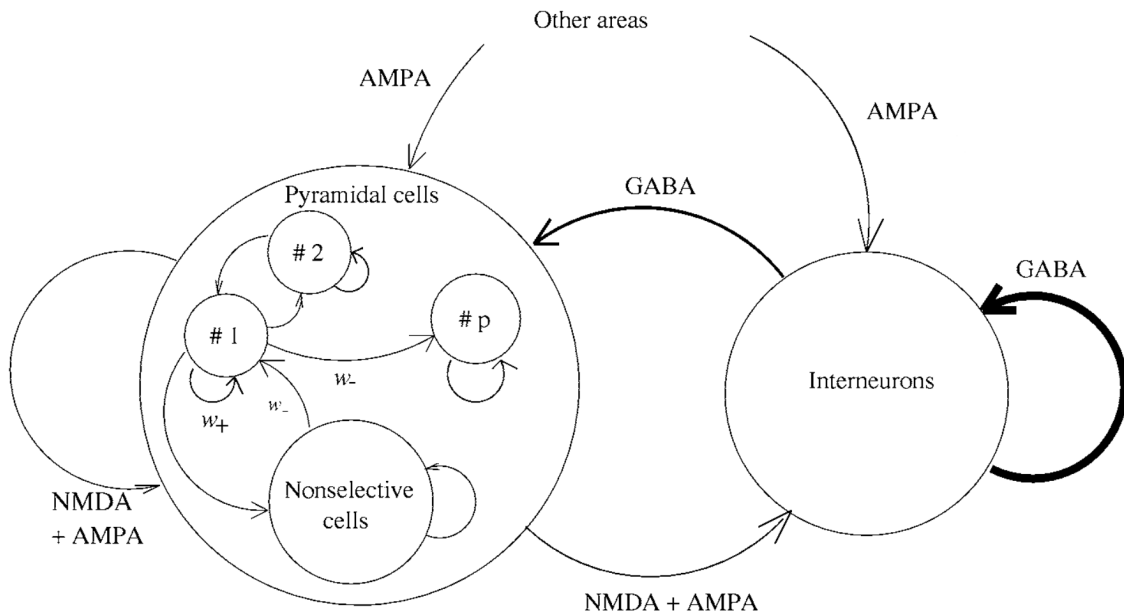 Other areas
AMPA
AMPA
GABA
Pyramidal cells
# 2
GABA
# 1
# p
w-
Interneurons
w+
w-
Nonselective
cells
NMDA
+ AMPA
NMDA + AMPA